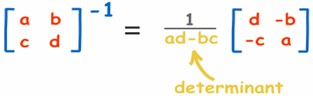 [a b
c d]⁻¹ = 1/(ad-bc) [d -b
-c a]
determinant